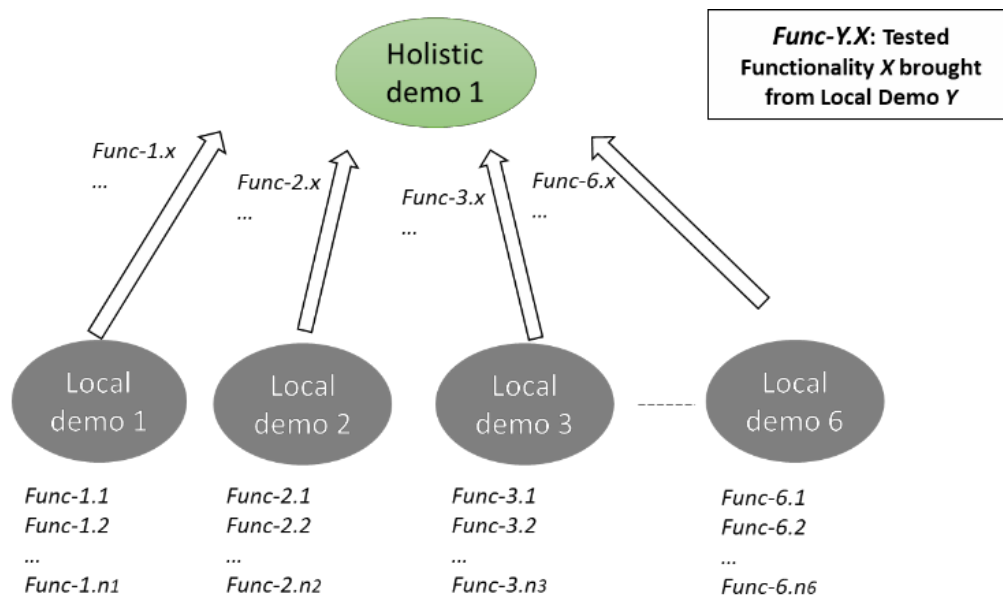 Holistic
demo 1
Func-Y.X: Tested
Functionality X brought
from Local Demo Y
Func-1.x
...
Func-2.x
...
Func-3.x
...
Func-6.x
...
Local
demo 1
Local
demo 2
Local
demo 3
Local
demo 6
Func-1.1
Func-1.2
...
Func-1.n1
Func-2.1
Func-2.2
...
Func-2.n2
Func-3.1
Func-3.2
...
Func-3.n3
Func-6.1
Func-6.2
...
Func-6.n6